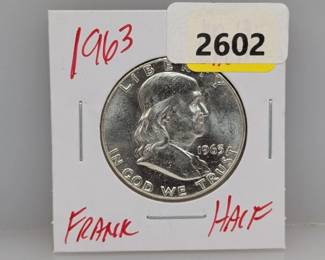 1963
2602
LIBERTY
1963
IN GOD WE TRUST
FRANK HALF